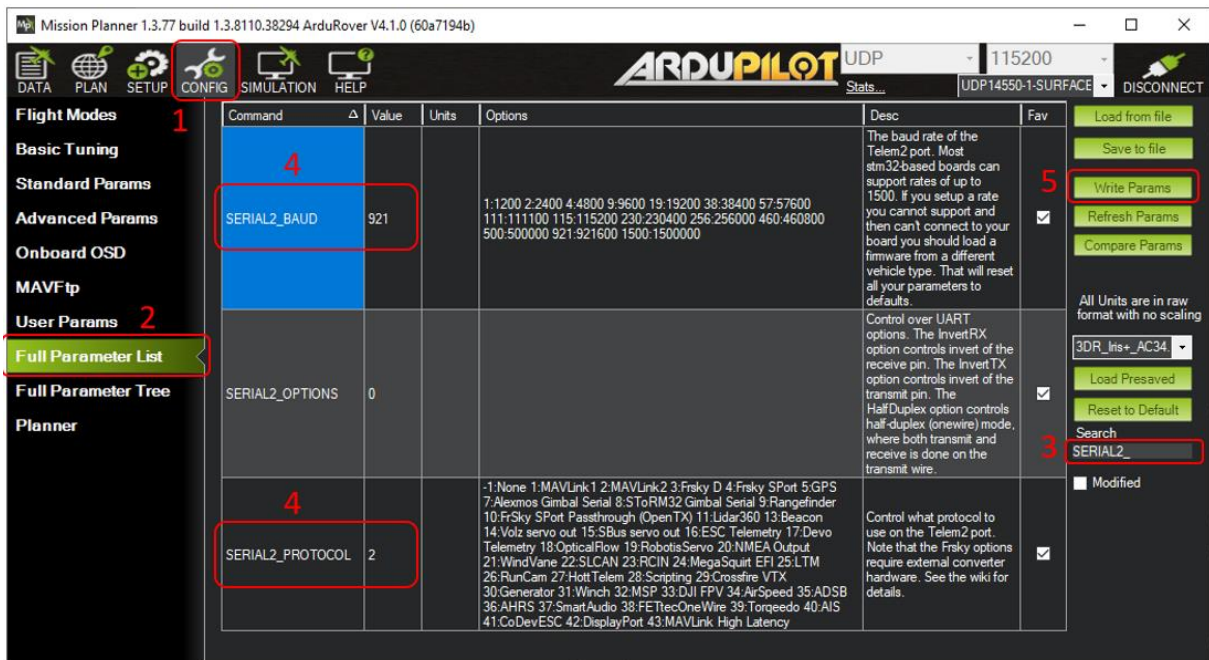 Mission Planner 1.3.77 build 1.3.8110.38294 ArduRover V4.1.0 (60a7194b)
DATA
PLAN
SETUP
CONFIG
SIMULATION
HELP
ARDUPILOT
UDP
115200
Stats...
UDP14550-1-SURFACE
DISCONNECT
1
Flight Modes
Basic Tuning
Standard Params
Advanced Params
Onboard OSD
MAVFtp
User Params
2
Full Parameter List
Full Parameter Tree
Planner
Command
Value
Units
Options
Desc
Fav
4
SERIAL2_BAUD
921
1:1200 2:2400 4:4800 9:9600 19:19200 38:38400 57:57600
111:111100 115:115200 230:230400 256:256000 460:460800
500:500000 921:921600 1500:1500000
The baud rate of the
Telem2 port. Most
stm32-based boards can
support rates of up to
1500. If you setup a rate
you cannot support and
then can't connect to your
board you should load a
firmware from a different
vehicle type. That will reset
all your parameters to
defaults.
SERIAL2_OPTIONS
0
Control over UART
options. The InvertRX
option controls invert of the
receive pin. The InvertTX
option controls invert of the
transmit pin. The
HalfDuplex option controls
half-duplex (onewire) mode,
where both transmit and
receive is done on the
transmit wire.
4
SERIAL2_PROTOCOL
2
-1:None 1:MAVLink1 2:MAVLink2 3:Frsky D 4:Frsky SPort 5:GPS
7:Alexmos Gimbal Serial 8:SToRM32 Gimbal Serial 9:Rangefinder
10:FrSky SPort Passthrough (OpenTX) 11:Lidar360 13:Beacon
14:Volz servo out 15:SBus servo out 16:ESC Telemetry 17:Devo
Telemetry 18:OpticalFlow 19:RobotisServo 20:NMEA Output
21:WindVane 22:SLCAN 23:RCIN 24:MegaSquirt EFI 25:LTM
26:RunCam 27:HottTelem 28:Scripting 29:Crossfire VTX
30:Generator 31:Winch 32:MSP 33:DJI FPV 34:AirSpeed 35:ADSB
36:AHRS 37:SmartAudio 38:FETtecOneWire 39:Torqeedo 40:AIS
41:CoDevESC 42:DisplayPort 43:MAVLink High Latency
Control what protocol to
use on the Telem2 port.
Note that the Frsky options
require external converter
hardware. See the wiki for
details.
Load from file
Save to file
5
Write Params
Refresh Params
Compare Params
All Units are in raw
format with no scaling
3DR_Iris+_AC34.
Load Presaved
Reset to Default
Search
3
SERIAL2_
Modified